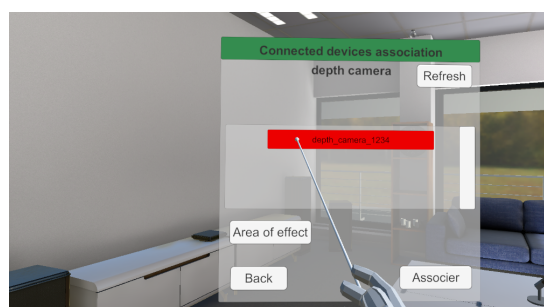 Connected devices association
depth camera
Refresh
depth_camera_1234
Area of effect
Back
Associer